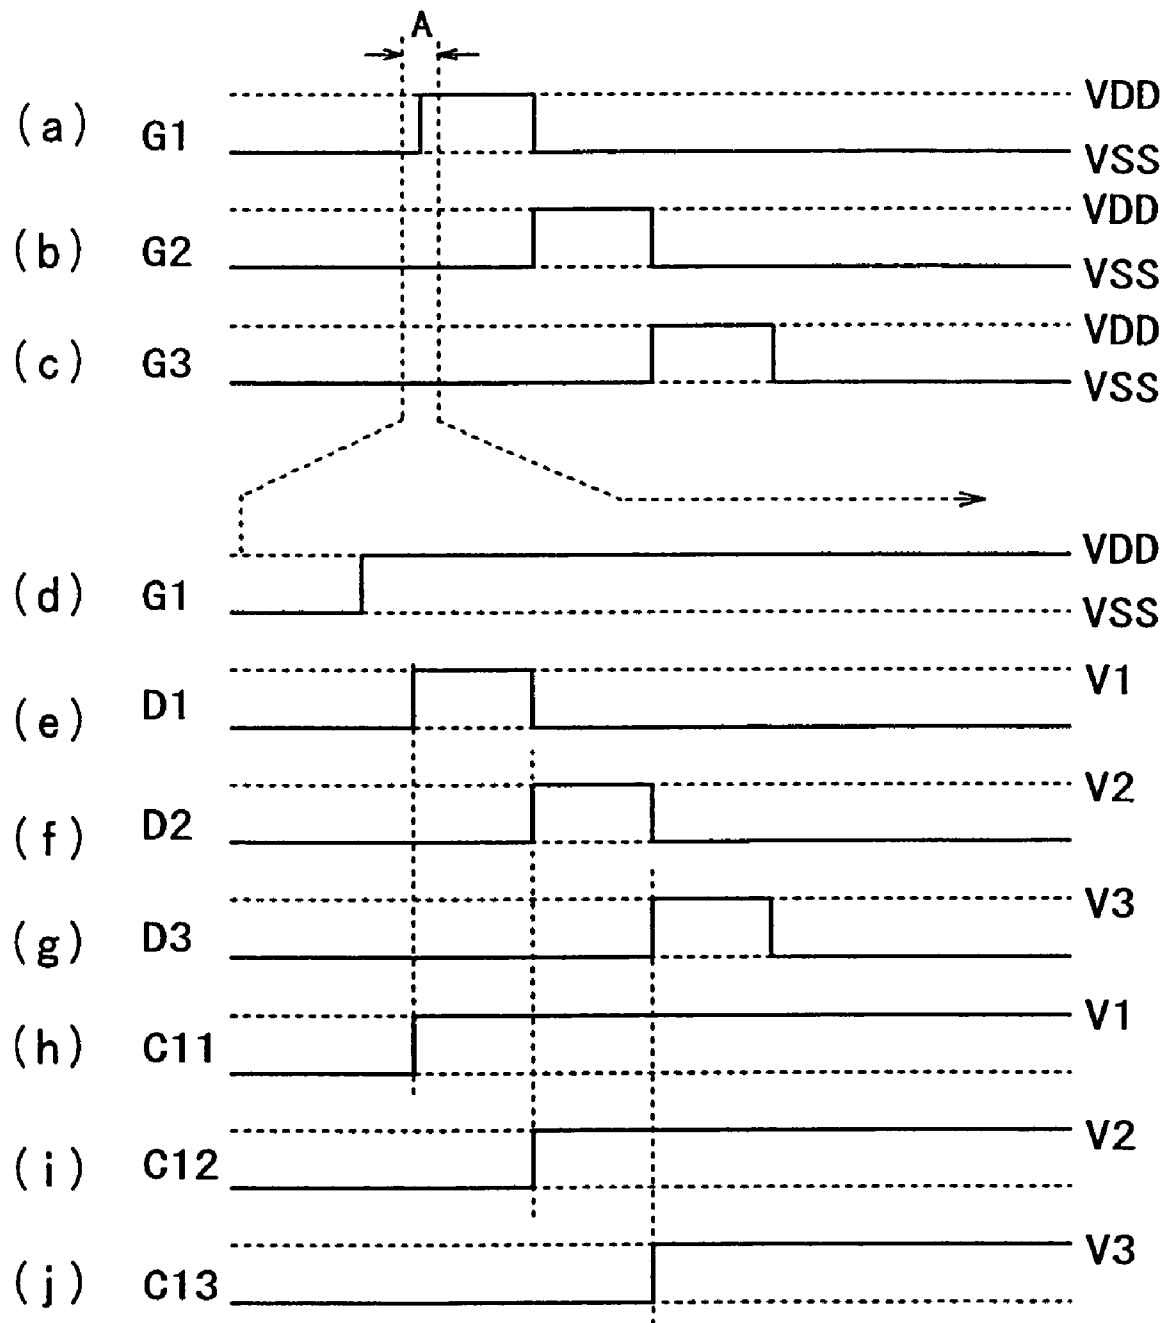 A
(a) G1 VDD
VSS
(b) G2 VDD
VSS
(c) G3 VDD
VSS
(d) G1 VDD
VSS
(e) D1 V1
(f) D2 V2
(g) D3 V3
(h) C11 V1
(i) C12 V2
(j) C13 V3